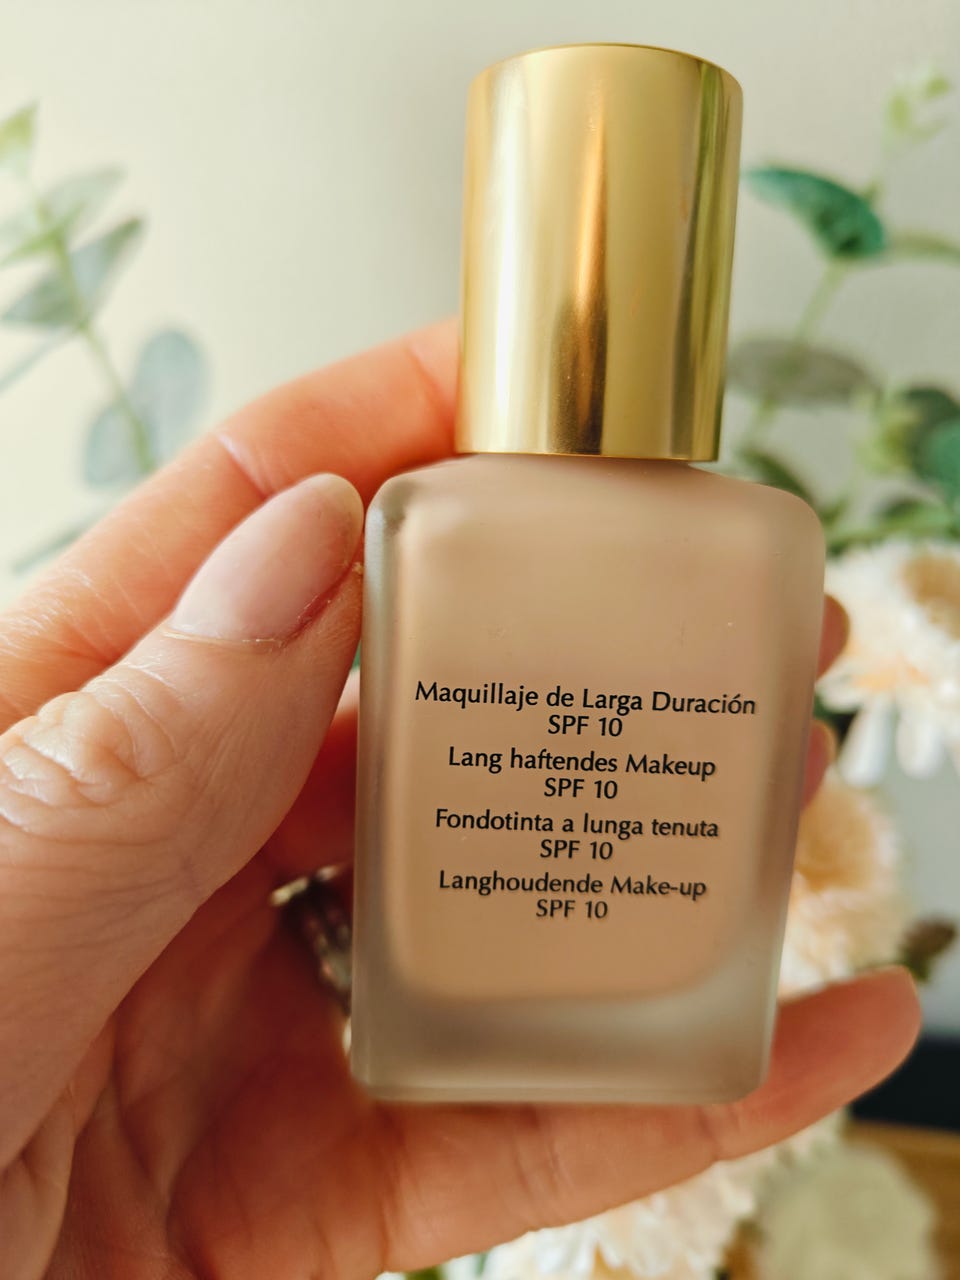 Maquillaje de Larga Duración
SPF 10
Lang haftendes Makeup
SPF 10
Fondotinta a lunga tenuta
SPF 10
Langhoudende Make-up
SPF 10